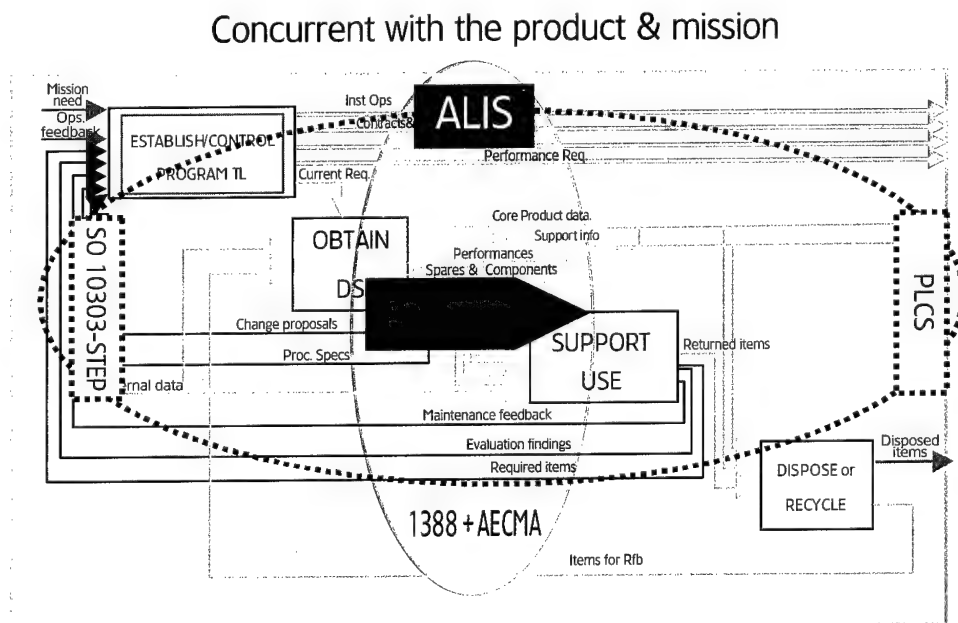 Concurrent with the product & mission
Mission
need
Ops.
feedback
ESTABLISH/CONTROL
PROGRAM TL
Inst Ops
Contracts&
ALIS
Performance Req.
Current Req.
OBTAIN
DS
Core Product data.
Support info
Performances
Spares & Components
SO 10303-STEP
PLCS
Change proposals
Proc. Specs
ernal data
SUPPORT
USE
Returned items
Maintenance feedback
Evaluation findings
Required items
Disposed
items
DISPOSE or
RECYCLE
1388 + AECMA
Items for Rfb